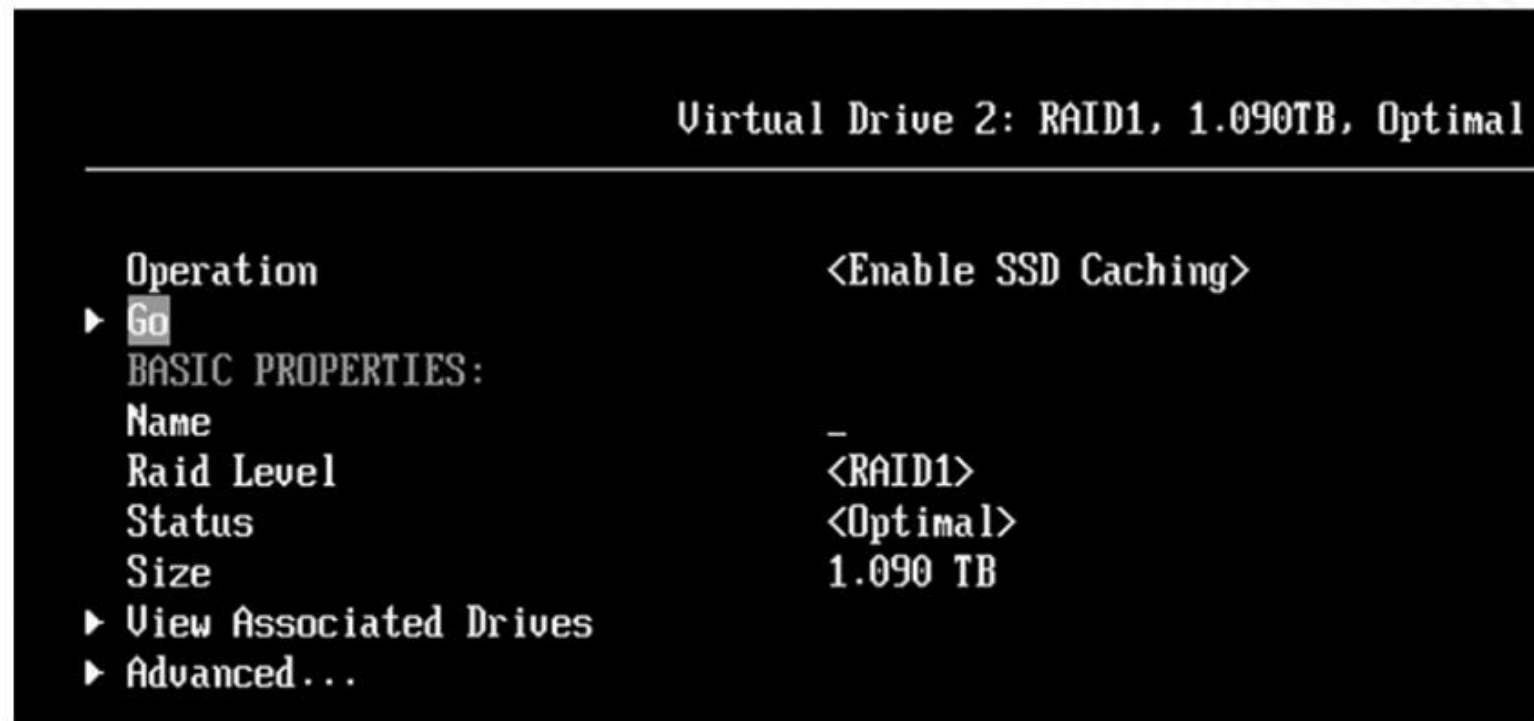 Virtual Drive 2: RAID1, 1.090TB, Optimal
Operation <Enable SSD Caching>
Go
BASIC PROPERTIES:
Name _
Raid Level <RAID1>
Status <Optimal>
Size 1.090 TB
View Associated Drives
Advanced...